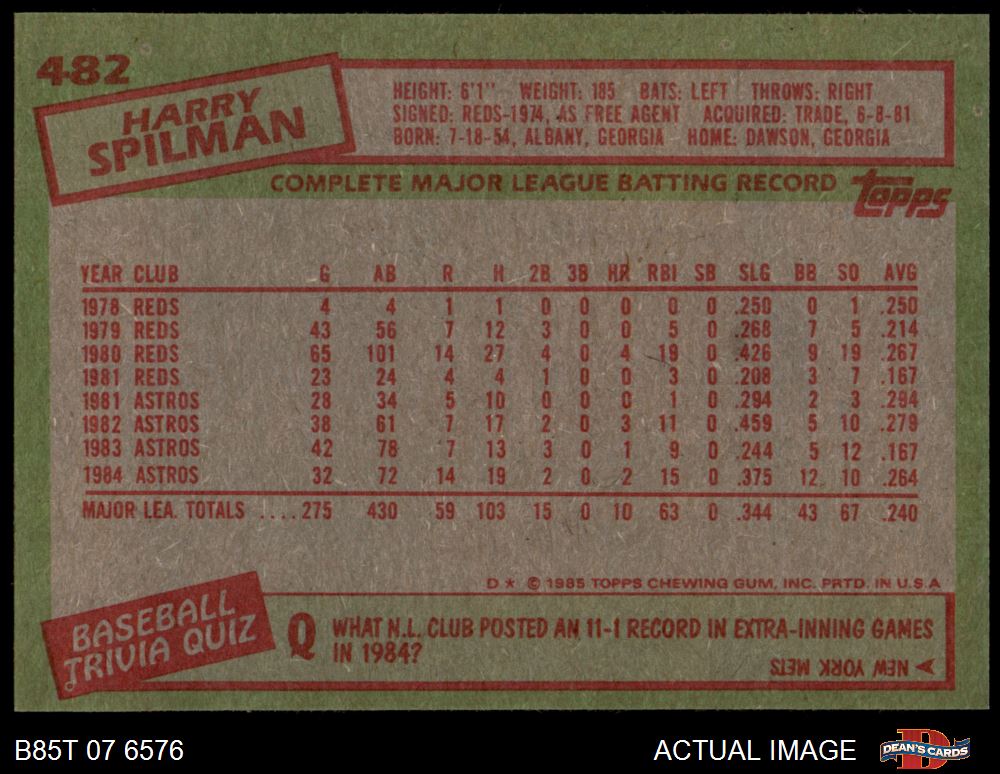 482
HARRY
SPILMAN
HEIGHT: 6'1" WEIGHT: 185 BATS: LEFT THROWS: RIGHT
SIGNED: REDS-1974, AS FREE AGENT ACQUIRED: TRADE, 6-8-81
BORN: 7-18-54, ALBANY, GEORGIA HOME: DAWSON, GEORGIA
COMPLETE MAJOR LEAGUE BATTING RECORD
topps
YEAR CLUB G AB R H 2B 3B HR RBI SB SLG BB SO AVG
1978 REDS 4 4 1 1 0 0 0 0 0 .250 0 1 .250
1979 REDS 43 56 7 12 3 0 0 5 0 .268 7 5 .214
1980 REDS 65 101 14 27 4 0 4 19 0 .426 9 19 .267
1981 REDS 23 24 4 4 1 0 0 3 0 .208 3 7 .167
1981 ASTROS 28 34 5 10 0 0 0 1 0 .294 2 3 .294
1982 ASTROS 38 61 7 17 2 0 3 11 0 .459 5 10 .279
1983 ASTROS 42 78 7 13 3 0 1 9 0 .244 5 12 .167
1984 ASTROS 32 72 14 19 2 0 2 15 0 .375 12 10 .264
MAJOR LEA. TOTALS ....275 430 59 103 15 0 10 63 0 .344 43 67 .240
D* © 1985 TOPPS CHEWING GUM, INC. PRTD. IN U.S.A
BASEBALL
TRIVIA QUIZ
Q WHAT N.L. CLUB POSTED AN 11-1 RECORD IN EXTRA-INNING GAMES
IN 1984?
NEW YORK METS
B85T 07 6576
ACTUAL IMAGE
DEAN'S CARDS